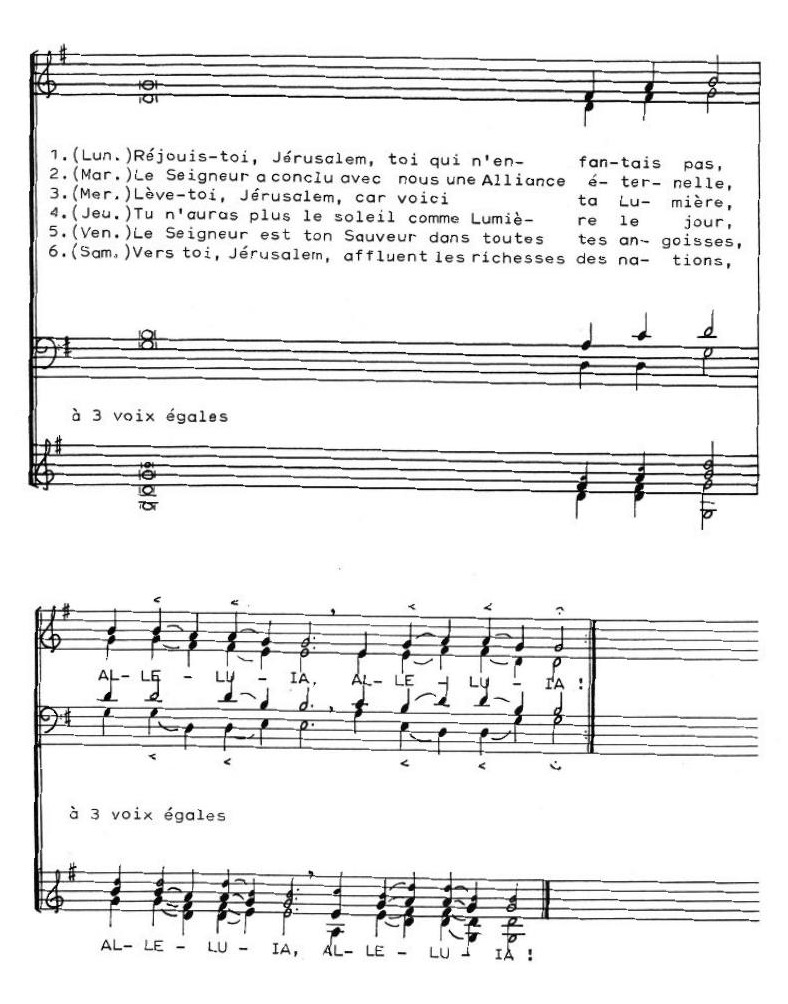 1.(Lun.)Réjouis-toi, Jérusalem, toi qui n'en- fan-tais pas,
2.(Mar.)Le Seigneur a conclu avec nous une Alliance é- ter- nelle,
3.(Mer.)Lève-toi, Jérusalem, car voici ta Lu- mière,
4.(Jeu.)Tu n'auras plus le soleil comme Lumiè- re le jour,
5.(Ven.)Le Seigneur est ton Sauveur dans toutes tes an- goisses,
6.(Sam.)Vers toi, Jérusalem, affluent les richesses des na- tions,
à 3 voix égales
AL- LE - LU - IA, AL- LE - LU - IA !
à 3 voix égales
AL- LE - LU - IA, AL- LE - LU - IA !